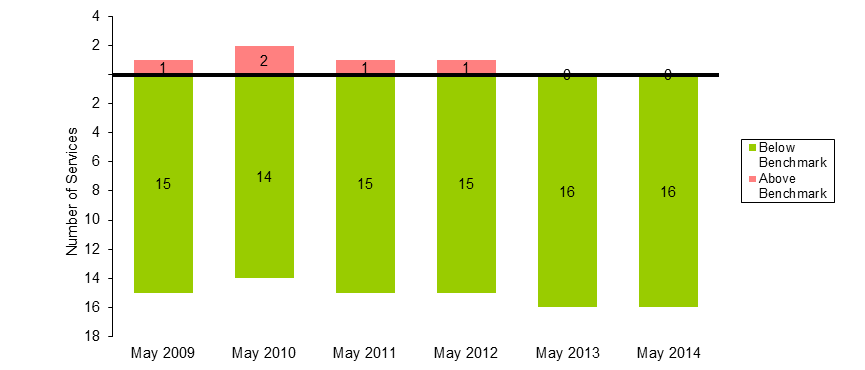 4
2
2
4
6
8
10
12
14
16
18
Number of Services
1
2
1
1
0
0
15
14
15
15
16
16
May 2009
May 2010
May 2011
May 2012
May 2013
May 2014
Below
Benchmark
Above
Benchmark